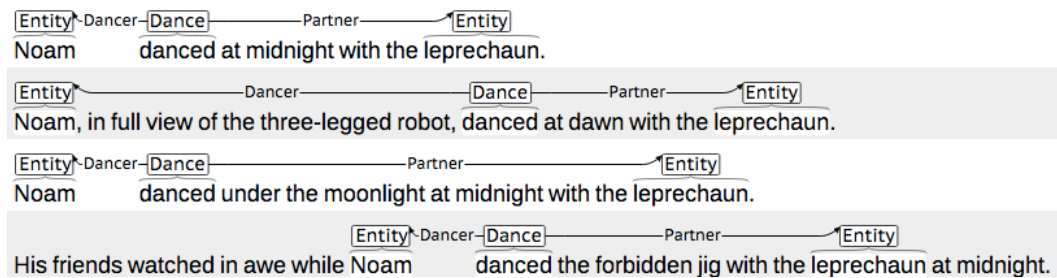 Entity Dancer Dance Partner Entity
Noam danced at midnight with the leprechaun.
Entity Dancer Dance Partner Entity
Noam, in full view of the three-legged robot, danced at dawn with the leprechaun.
Entity Dancer Dance Partner Entity
Noam danced under the moonlight at midnight with the leprechaun.
Entity Dancer Dance Partner Entity
His friends watched in awe while Noam danced the forbidden jig with the leprechaun at midnight.